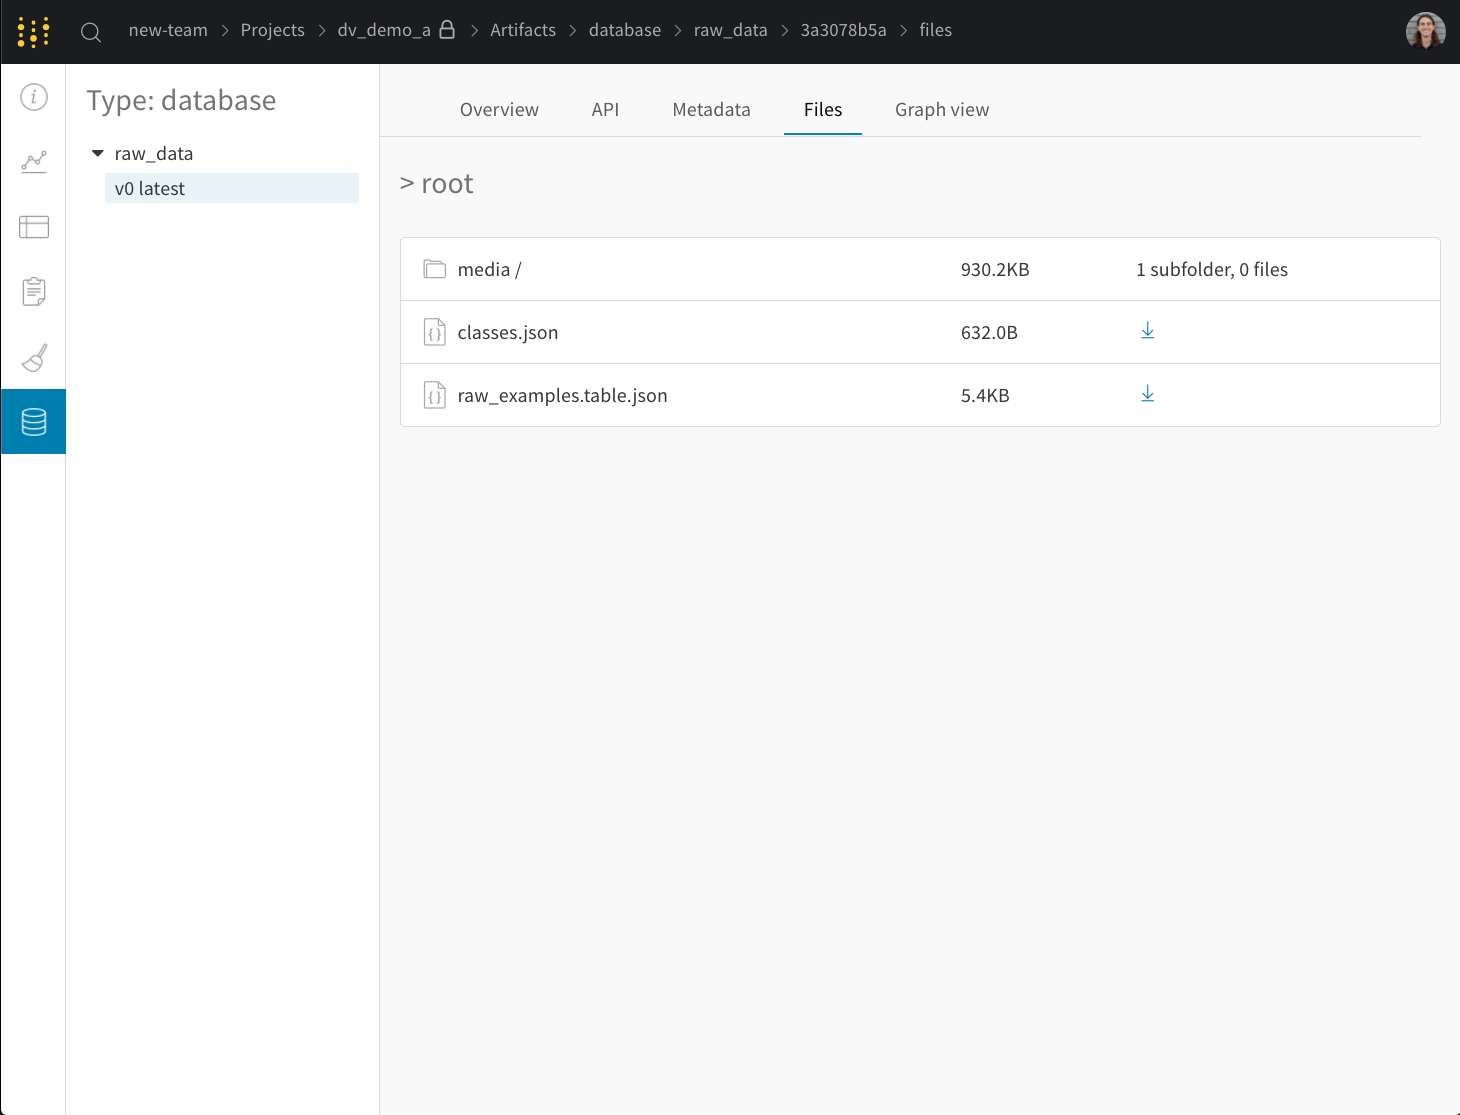 new-team > Projects > dv_demo_a > Artifacts > database > raw_data > 3a3078b5a > files
Type: database
raw_data
v0 latest
Overview API Metadata Files Graph view
> root
media / 930.2KB 1 subfolder, 0 files
{} classes.json 632.0B
{} raw_examples.table.json 5.4KB